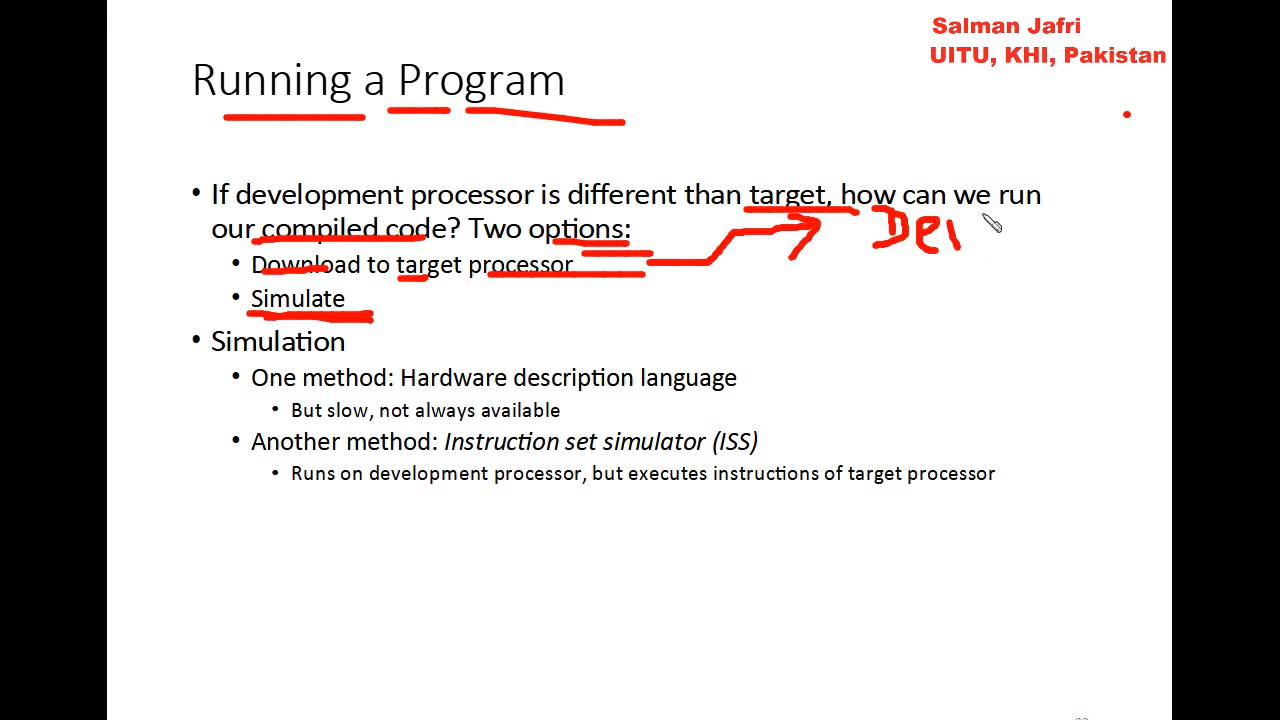 Salman Jafri
UITU, KHI, Pakistan
Running a Program
• If development processor is different than target, how can we run
our compiled code? Two options:
• Download to target processor
• Simulate
• Simulation
• One method: Hardware description language
• But slow, not always available
• Another method: Instruction set simulator (ISS)
• Runs on development processor, but executes instructions of target processor